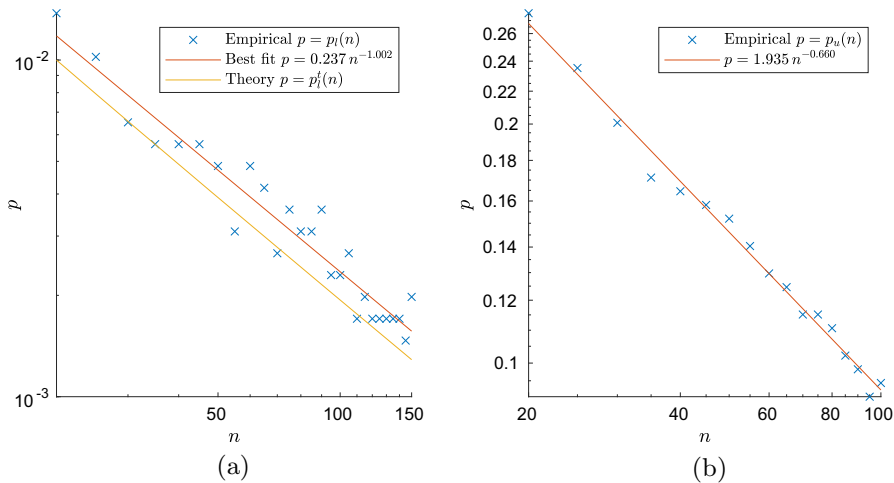 Empirical p = p_l(n)
Best fit p = 0.237 n^{-1.002}
Theory p = p_l^t(n)
10^{-2}
10^{-3}
p
50
100
150
n
(a)
Empirical p = p_u(n)
p = 1.935 n^{-0.660}
0.26
0.24
0.22
0.2
0.18
0.16
0.14
0.12
0.1
p
20
40
60
80
100
n
(b)